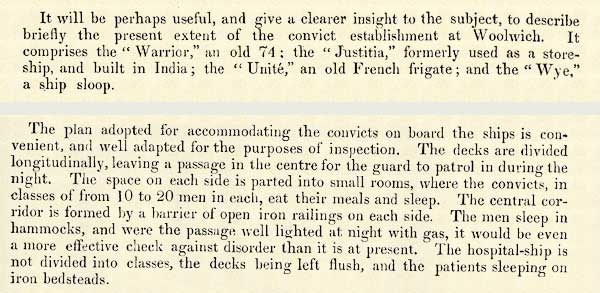 It will be perhaps useful, and give a clearer insight to the subject, to describe
briefly the present extent of the convict establishment at Woolwich. It
comprises the “Warrior,” an old 74; the “Justitia,” formerly used as a store-
ship, and built in India; the “Unité,” an old French frigate; and the “Wye,”
a ship sloop.
The plan adopted for accommodating the convicts on board the ships is con-
venient, and well adapted for the purposes of inspection. The decks are divided
longitudinally, leaving a passage in the centre for the guard to patrol in during the
night. The space on each side is parted into small rooms, where the convicts, in
classes of from 10 to 20 men in each, eat their meals and sleep. The central cor-
ridor is formed by a barrier of open iron railings on each side. The men sleep in
hammocks, and were the passage well lighted at night with gas, it would be even
a more effective check against disorder than it is at present. The hospital-ship is
not divided into classes, the decks being left flush, and the patients sleeping on
iron bedsteads.